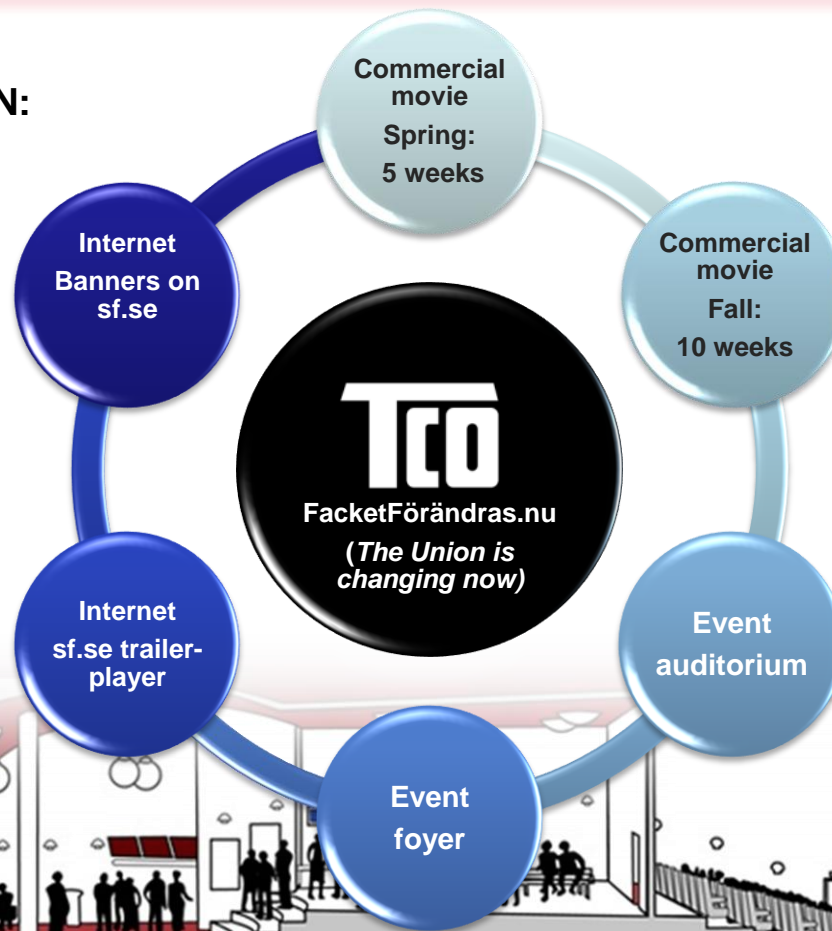 N:
Commercial
movie
Spring:
5 weeks
Commercial
movie
Fall:
10 weeks
Event
auditorium
Event
foyer
Internet
sf.se trailer-
player
Internet
Banners on
sf.se
TCO
FacketFörändras.nu
(The Union is
changing now)